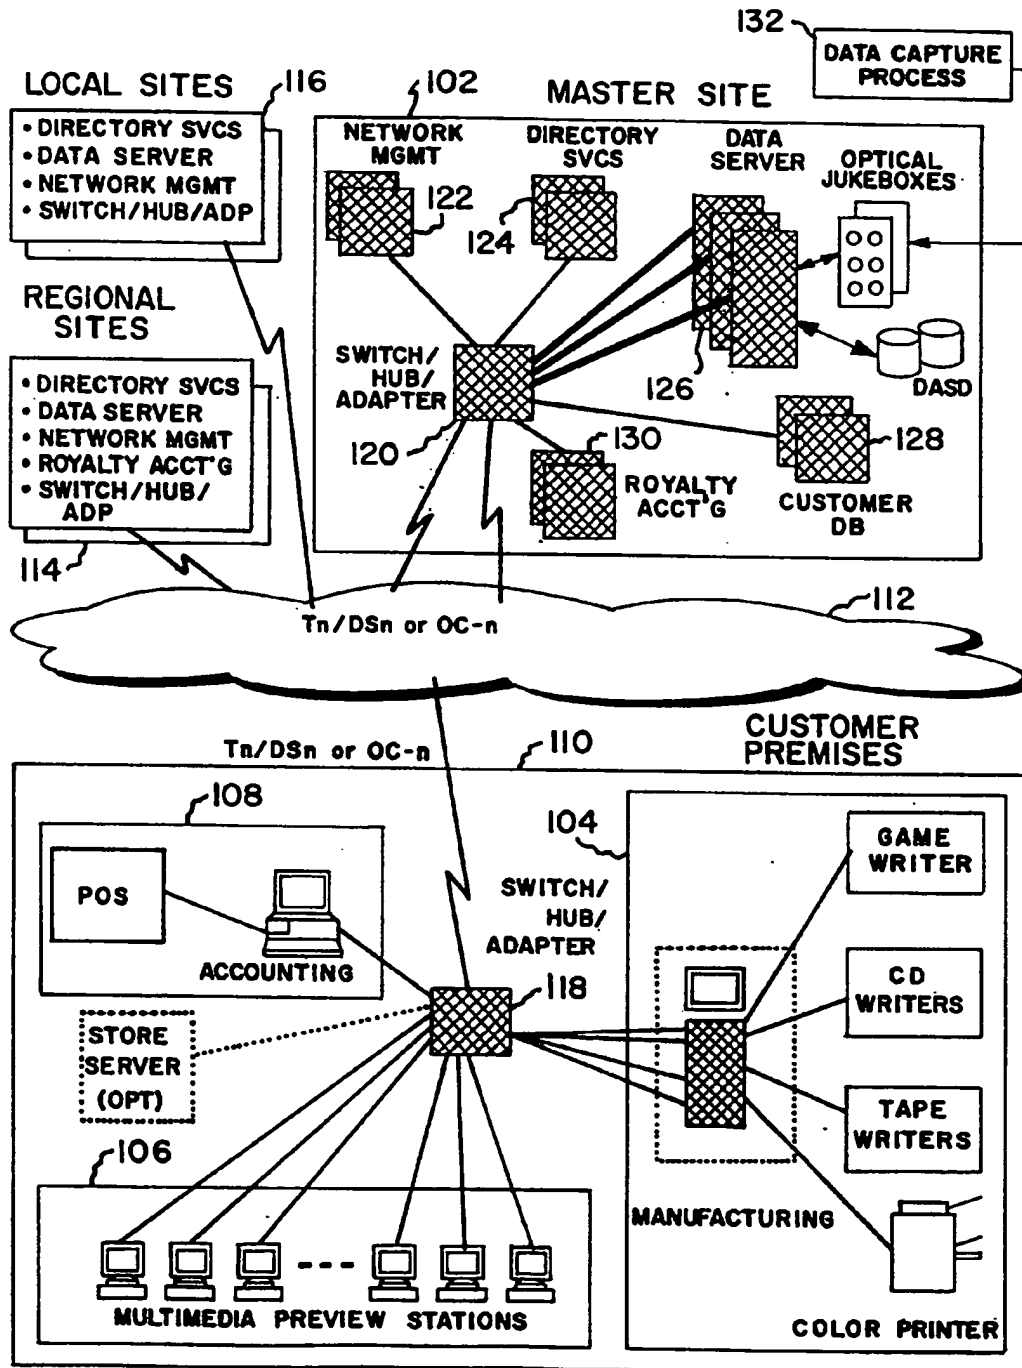 132
DATA CAPTURE
PROCESS
LOCAL SITES
116
• DIRECTORY SVCS
• DATA SERVER
• NETWORK MGMT
• SWITCH/HUB/ADP
102
MASTER SITE
NETWORK
MGMT
122
DIRECTORY
SVCS
124
DATA
SERVER
126
OPTICAL
JUKEBOXES
DASD
REGIONAL
SITES
• DIRECTORY SVCS
• DATA SERVER
• NETWORK MGMT
• ROYALTY ACCT'G
• SWITCH/HUB/
ADP
114
SWITCH/
HUB/
ADAPTER
120
130
ROYALTY
ACCT'G
128
CUSTOMER
DB
112
Tn/DSn or OC-n
CUSTOMER
PREMISES
Tn/DSn or OC-n
110
108
POS
ACCOUNTING
STORE
SERVER
(OPT)
SWITCH/
HUB/
ADAPTER
118
104
GAME
WRITER
CD
WRITERS
TAPE
WRITERS
MANUFACTURING
COLOR PRINTER
106
MULTIMEDIA PREVIEW STATIONS